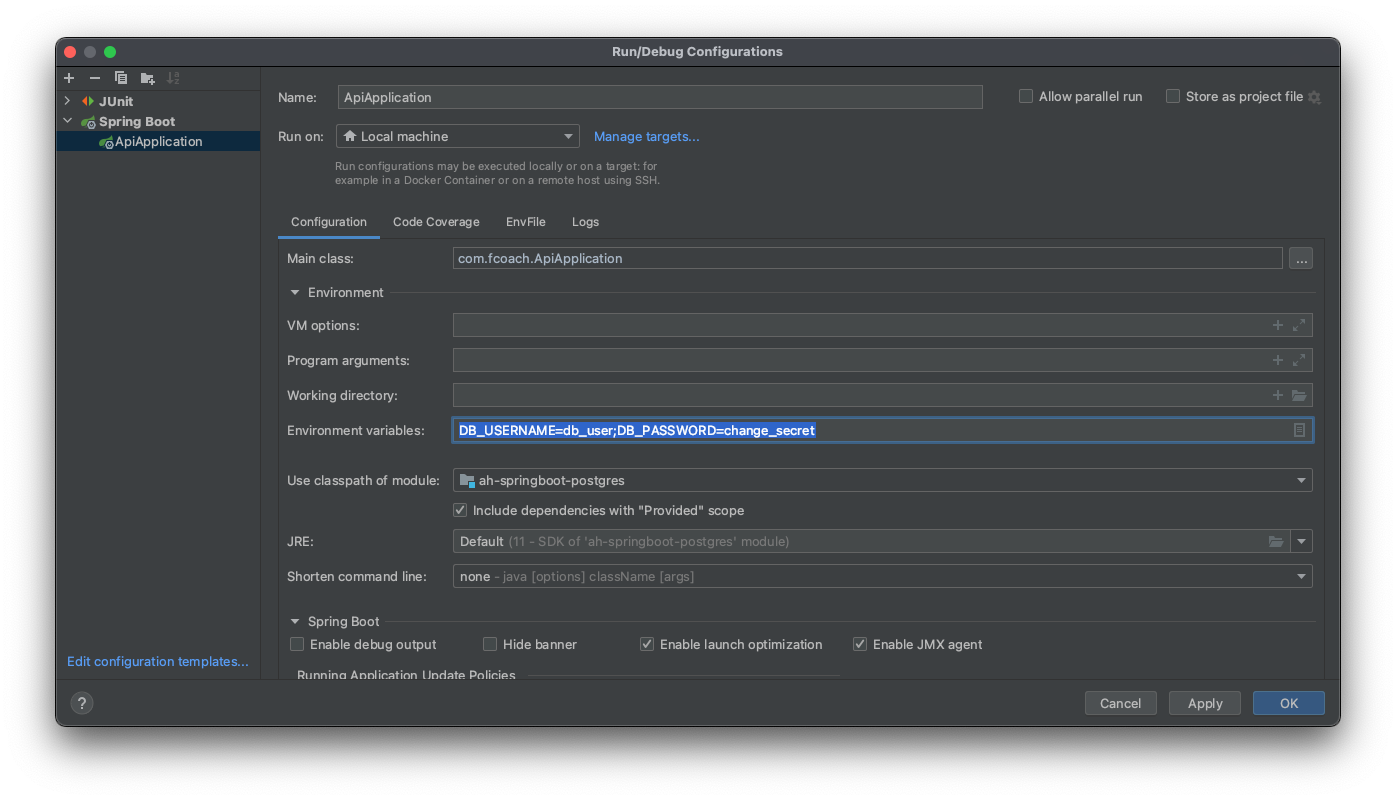 Run/Debug Configurations
JUnit
Spring Boot
ApiApplication
Edit configuration templates...
Name: ApiApplication Allow parallel run Store as project file
Run on: Local machine Manage targets...
Run configurations may be executed locally or on a target: for
example in a Docker Container or on a remote host using SSH.
Configuration Code Coverage EnvFile Logs
Main class: com.fcoach.ApiApplication ...
Environment
VM options:
Program arguments:
Working directory:
Environment variables: DB_USERNAME=db_user;DB_PASSWORD=change_secret
Use classpath of module: ah-springboot-postgres
Include dependencies with "Provided" scope
JRE: Default (11 - SDK of 'ah-springboot-postgres' module)
Shorten command line: none - java [options] className [args]
Spring Boot
Enable debug output Hide banner Enable launch optimization Enable JMX agent
Running Application Update Policies
? Cancel Apply OK